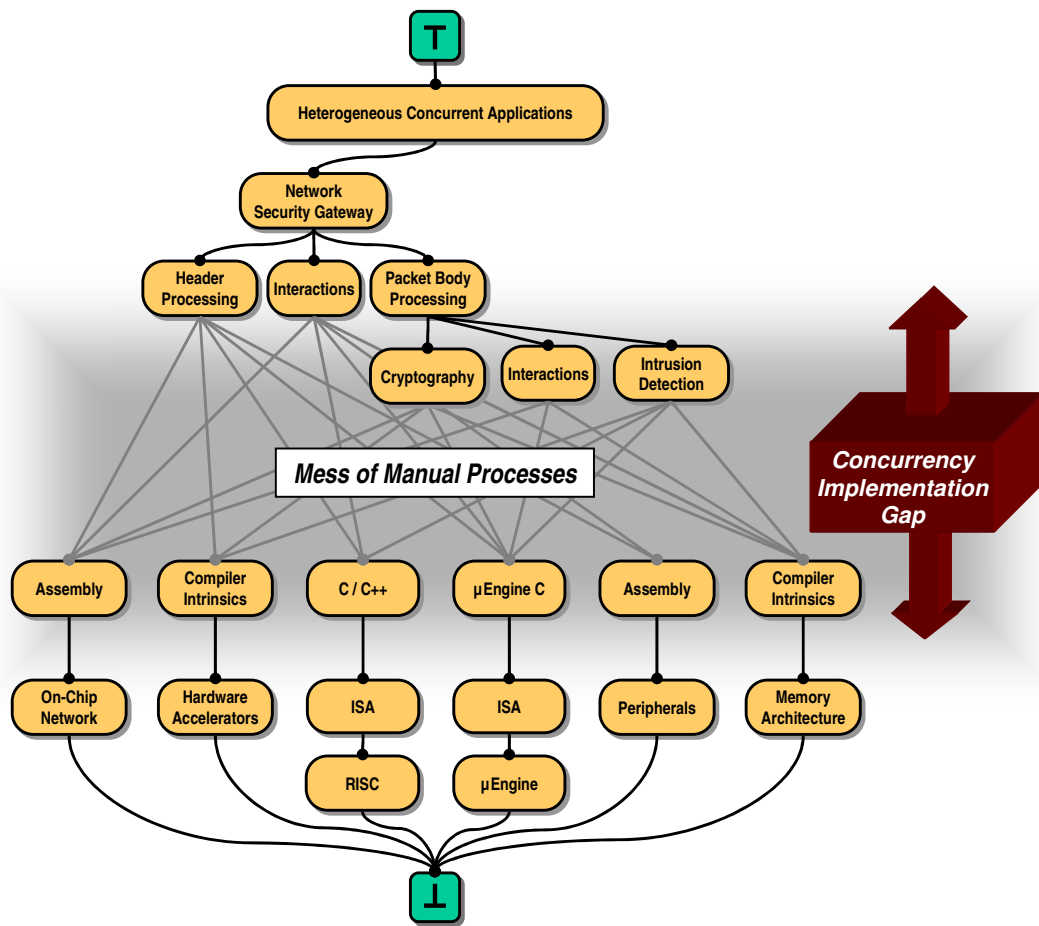 ⊤
Heterogeneous Concurrent Applications
Network
Security Gateway
Header
Processing
Interactions
Packet Body
Processing
Cryptography
Interactions
Intrusion
Detection
Mess of Manual Processes
Concurrency
Implementation
Gap
Assembly
Compiler
Intrinsics
C / C++
µEngine C
Assembly
Compiler
Intrinsics
On-Chip
Network
Hardware
Accelerators
ISA
ISA
Peripherals
Memory
Architecture
RISC
µEngine
⊥